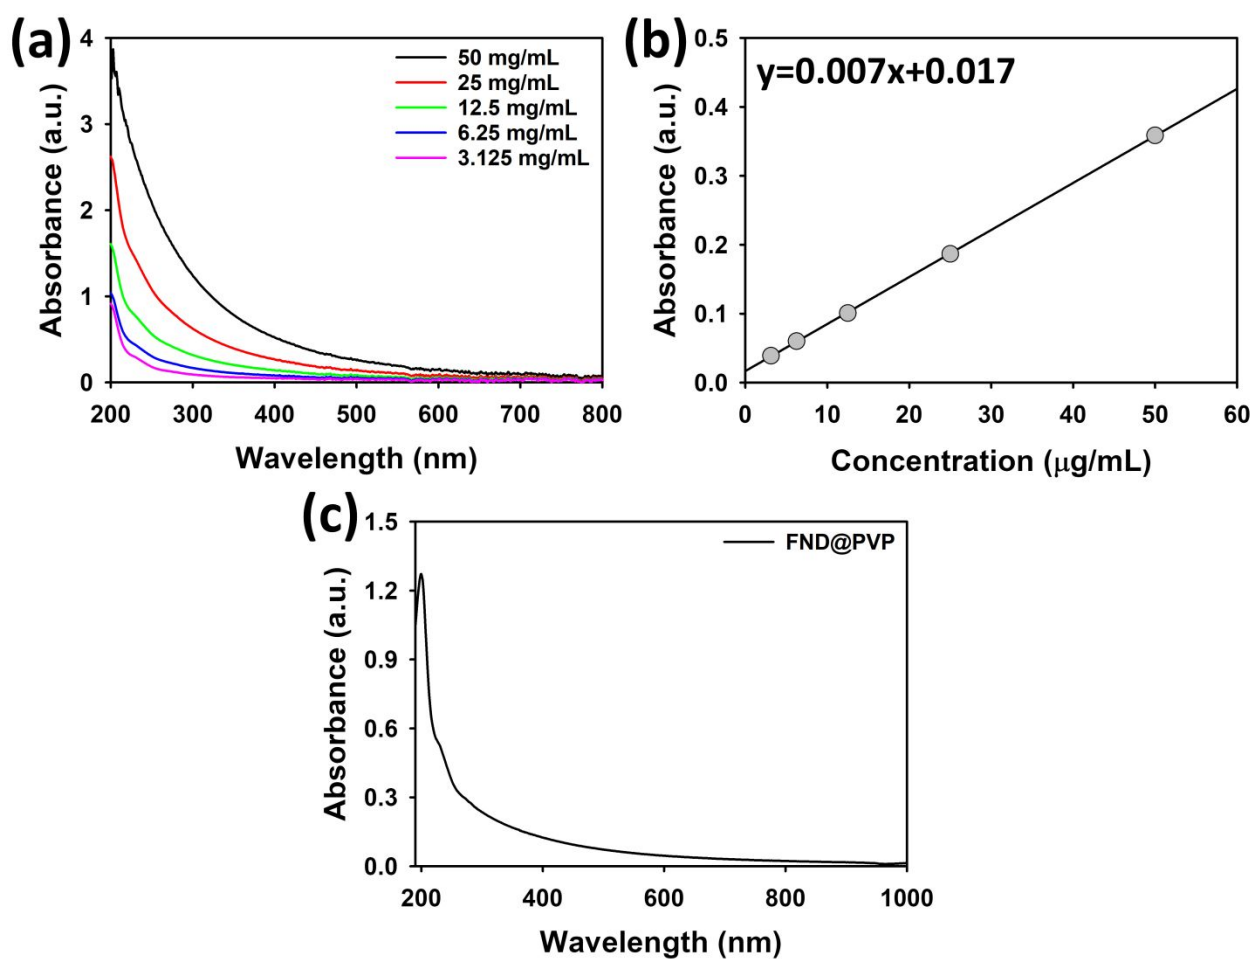 (a)
Absorbance (a.u.)
4
3
2
1
0
50 mg/mL
25 mg/mL
12.5 mg/mL
6.25 mg/mL
3.125 mg/mL
200 300 400 500 600 700 800
Wavelength (nm)
(b)
y=0.007x+0.017
Absorbance (a.u.)
0.5
0.4
0.3
0.2
0.1
0.0
0 10 20 30 40 50 60
Concentration (μg/mL)
(c)
Absorbance (a.u.)
1.5
1.2
0.9
0.6
0.3
0.0
FND@PVP
200 400 600 800 1000
Wavelength (nm)